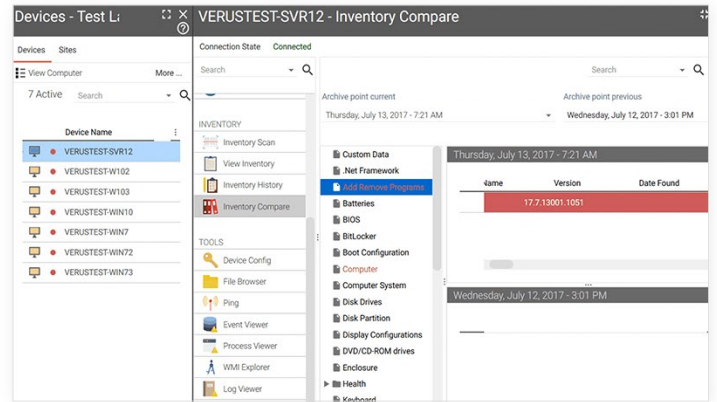 Devices - Test La
VERUSTEST-SVR12 - Inventory Compare
Devices Sites
View Computer More ...
7 Active Search
Device Name
VERUSTEST-SVR12
VERUSTEST-W102
VERUSTEST-W103
VERUSTEST-WIN10
VERUSTEST-WIN7
VERUSTEST-WIN72
VERUSTEST-WIN73
Connection State Connected
Search
INVENTORY
Inventory Scan
View Inventory
Inventory History
Inventory Compare
TOOLS
Device Config
File Browser
Ping
Event Viewer
Process Viewer
WMI Explorer
Log Viewer
Search
Archive point current
Thursday, July 13, 2017 - 7:21 AM
Archive point previous
Wednesday, July 12, 2017 - 3:01 PM
Custom Data
.Net Framework
Add Remove Programs
Batteries
BIOS
BitLocker
Boot Configuration
Computer
Computer System
Disk Drives
Disk Partition
Display Configurations
DVD/CD-ROM drives
Enclosure
Health
Keyboard
Thursday, July 13, 2017 - 7:21 AM
Name Version Date Found
17.7.13001.1051
Wednesday, July 12, 2017 - 3:01 PM